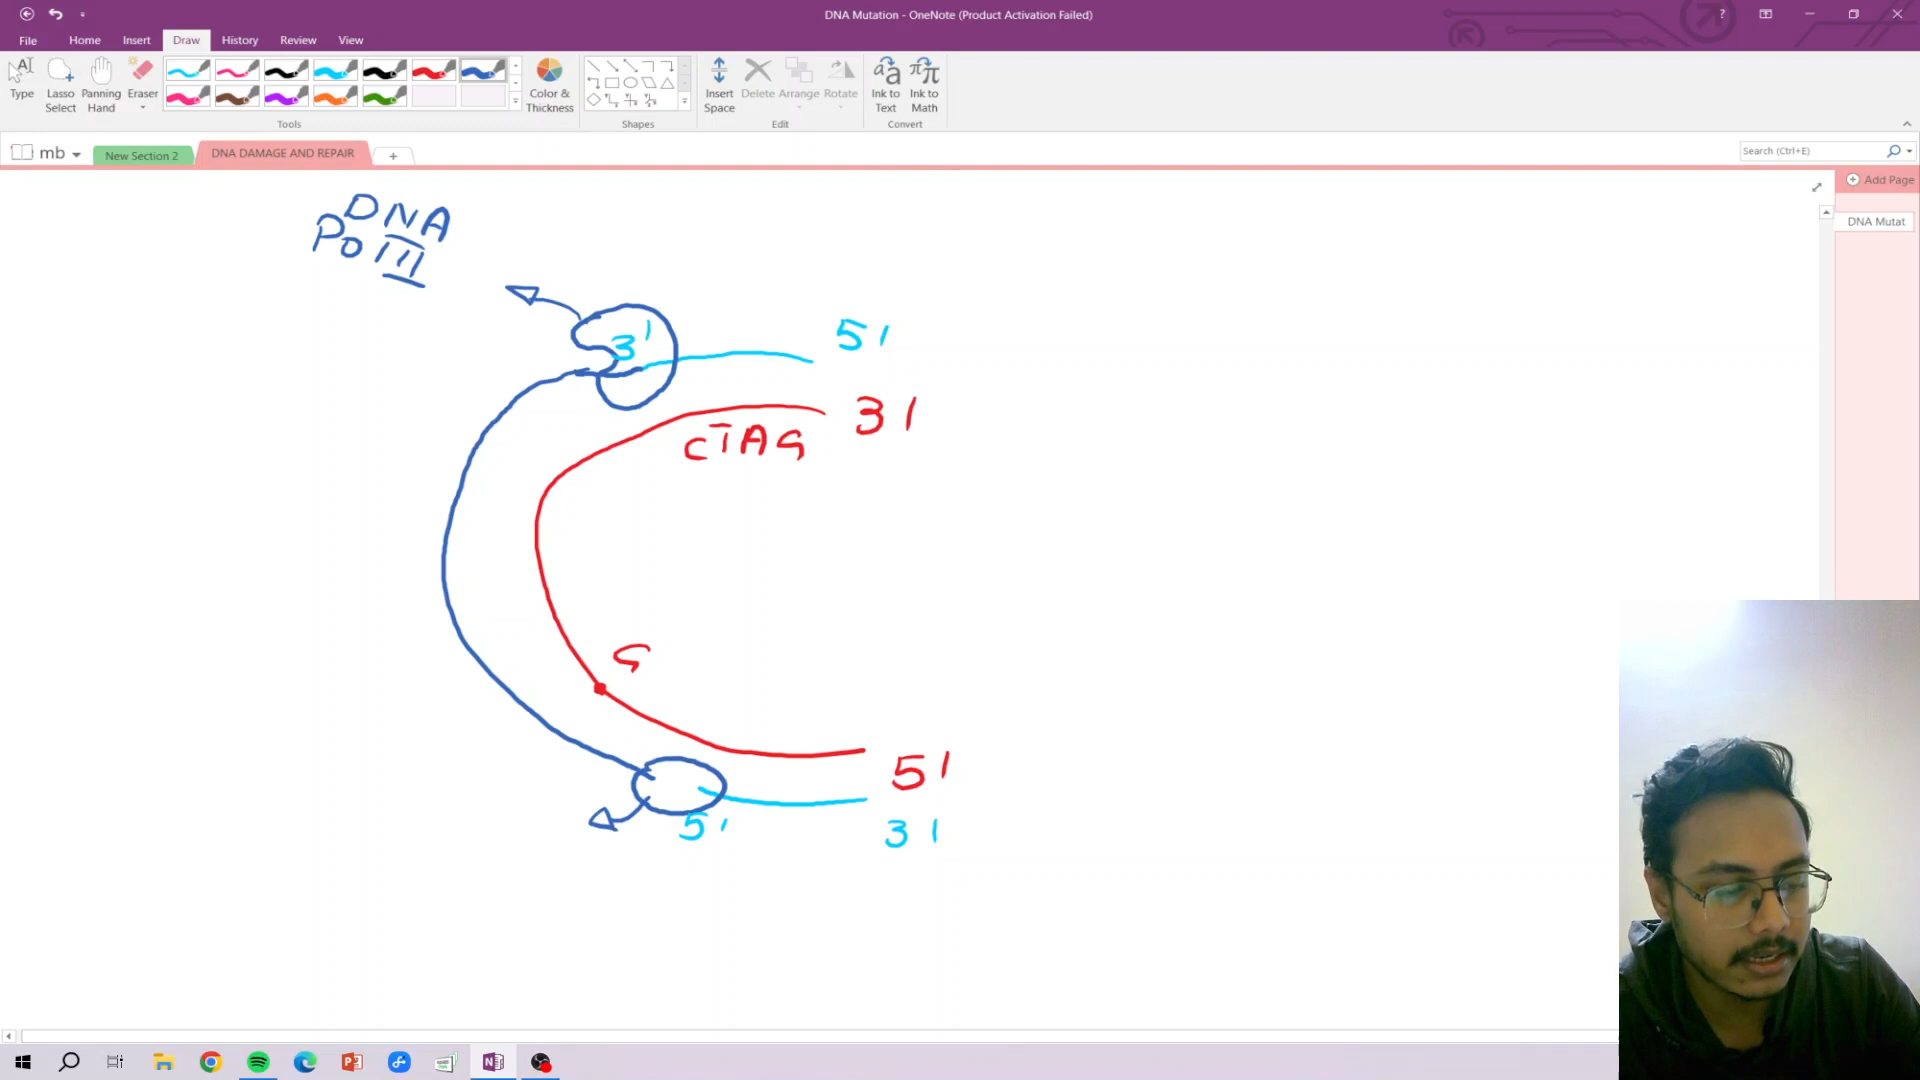 DNA Mutation - OneNote (Product Activation Failed)
?
File Home Insert Draw History Review View
Type
Lasso Select
Panning Hand
Eraser
Color & Thickness
Insert Space
Delete
Arrange
Rotate
Ink to Text
Ink to Math
Tools
Shapes
Edit
Convert
mb
New Section 2
DNA DAMAGE AND REPAIR
+
Search (Ctrl+E)
Add Page
DNA Mutat
DNA
Pol III
3'
5'
3'
CTAG
G
5'
5'
3'